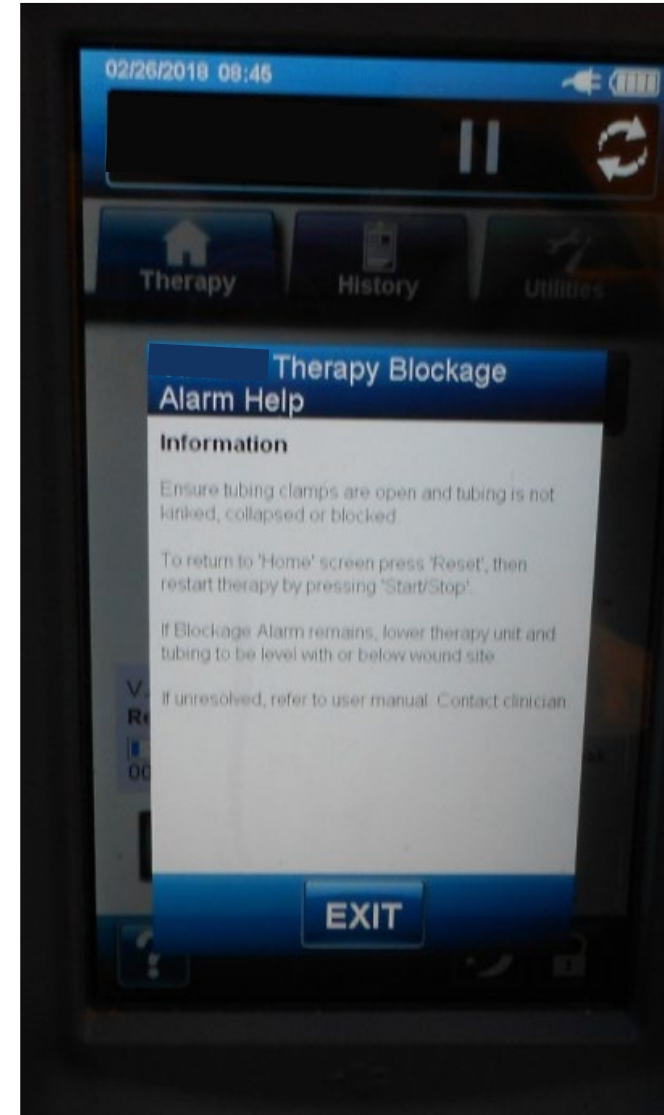 02/26/2018 08:45
Therapy
History
Utilities
Therapy Blockage
Alarm Help
Information
Ensure tubing clamps are open and tubing is not
kinked, collapsed or blocked.
To return to 'Home' screen press 'Reset', then
restart therapy by pressing 'Start/Stop'.
If Blockage Alarm remains, lower therapy unit and
tubing to be level with or below wound site.
If unresolved, refer to user manual. Contact clinician.
V.
Re
00
EXIT
?